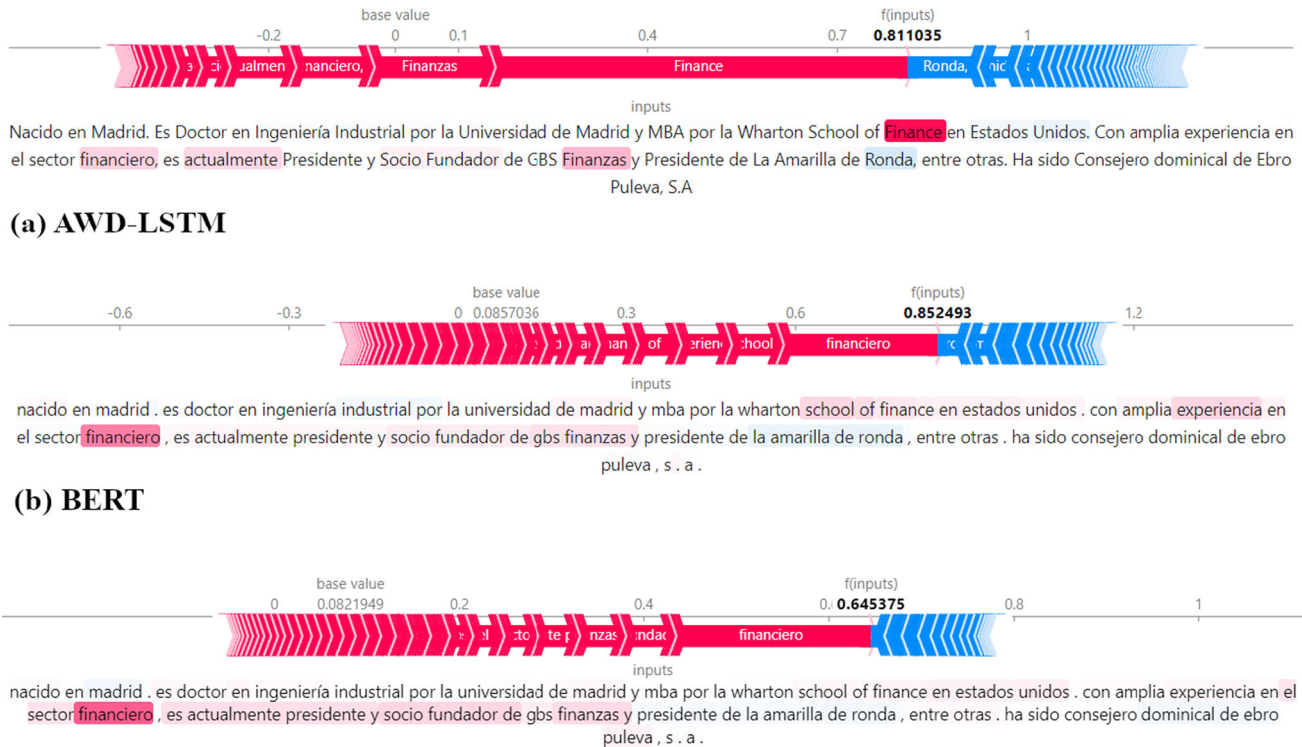 base value f(inputs)
-0.2 0 0.1 0.4 0.7 0.811035 1
Finanzas Finance Ronda,
inputs
Nacido en Madrid. Es Doctor en Ingeniería Industrial por la Universidad de Madrid y MBA por la Wharton School of Finance en Estados Unidos. Con amplia experiencia en
el sector financiero, es actualmente Presidente y Socio Fundador de GBS Finanzas y Presidente de La Amarilla de Ronda, entre otras. Ha sido Consejero dominical de Ebro
Puleva, S.A
(a) AWD-LSTM
base value f(inputs)
-0.6 -0.3 0 0.0857036 0.3 0.6 0.852493 1.2
of financiero
inputs
nacido en madrid . es doctor en ingeniería industrial por la universidad de madrid y mba por la wharton school of finance en estados unidos . con amplia experiencia en
el sector financiero , es actualmente presidente y socio fundador de gbs finanzas y presidente de la amarilla de ronda , entre otras . ha sido consejero dominical de ebro
puleva , s . a .
(b) BERT
base value f(inputs)
0 0.0821949 0.2 0.4 0.645375 0.8 1
financiero
inputs
nacido en madrid . es doctor en ingeniería industrial por la universidad de madrid y mba por la wharton school of finance en estados unidos . con amplia experiencia en el
sector financiero , es actualmente presidente y socio fundador de gbs finanzas y presidente de la amarilla de ronda , entre otras . ha sido consejero dominical de ebro
puleva , s . a .